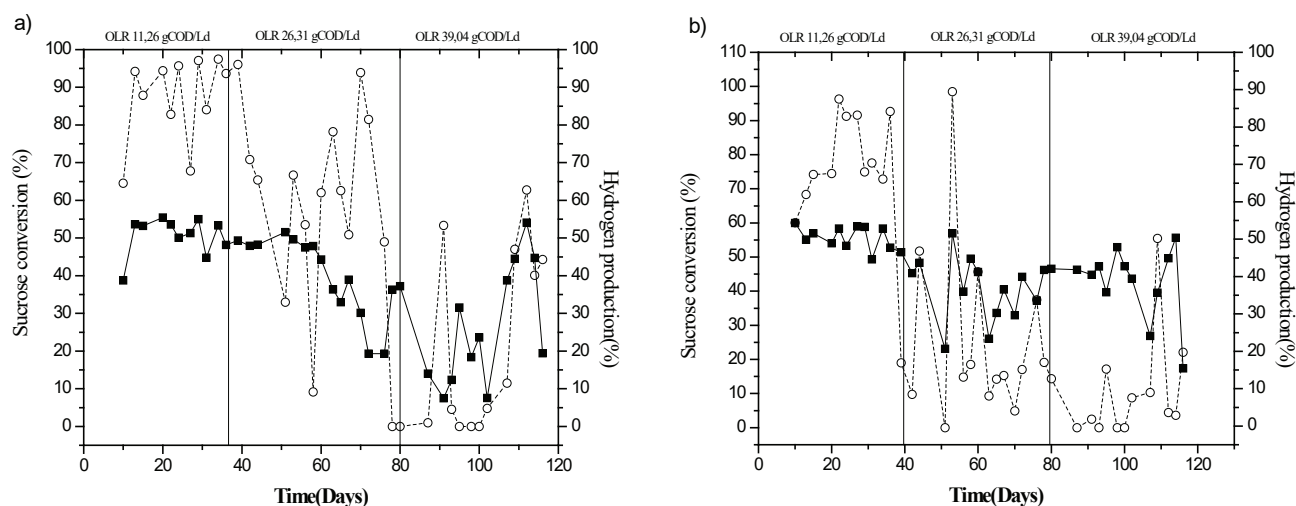 a)
OLR 11,26 gCOD/Ld OLR 26,31 gCOD/Ld OLR 39,04 gCOD/Ld
100 100
90 90
80 80
70 70
60 60
50 50
40 40
30 30
20 20
10 10
0 0
0 20 40 60 80 100 120
Sucrose conversion (%)
Hydrogen production(%)
Time(Days)
b)
OLR 11,26 gCOD/Ld OLR 26,31 gCOD/Ld OLR 39,04 gCOD/Ld
110 100
100 90
90 80
80 70
70 60
60 50
50 40
40 30
30 20
20 10
10 0
0
0 20 40 60 80 100 120
Sucrose conversion (%)
Hydrogen production(%)
Time(Days)